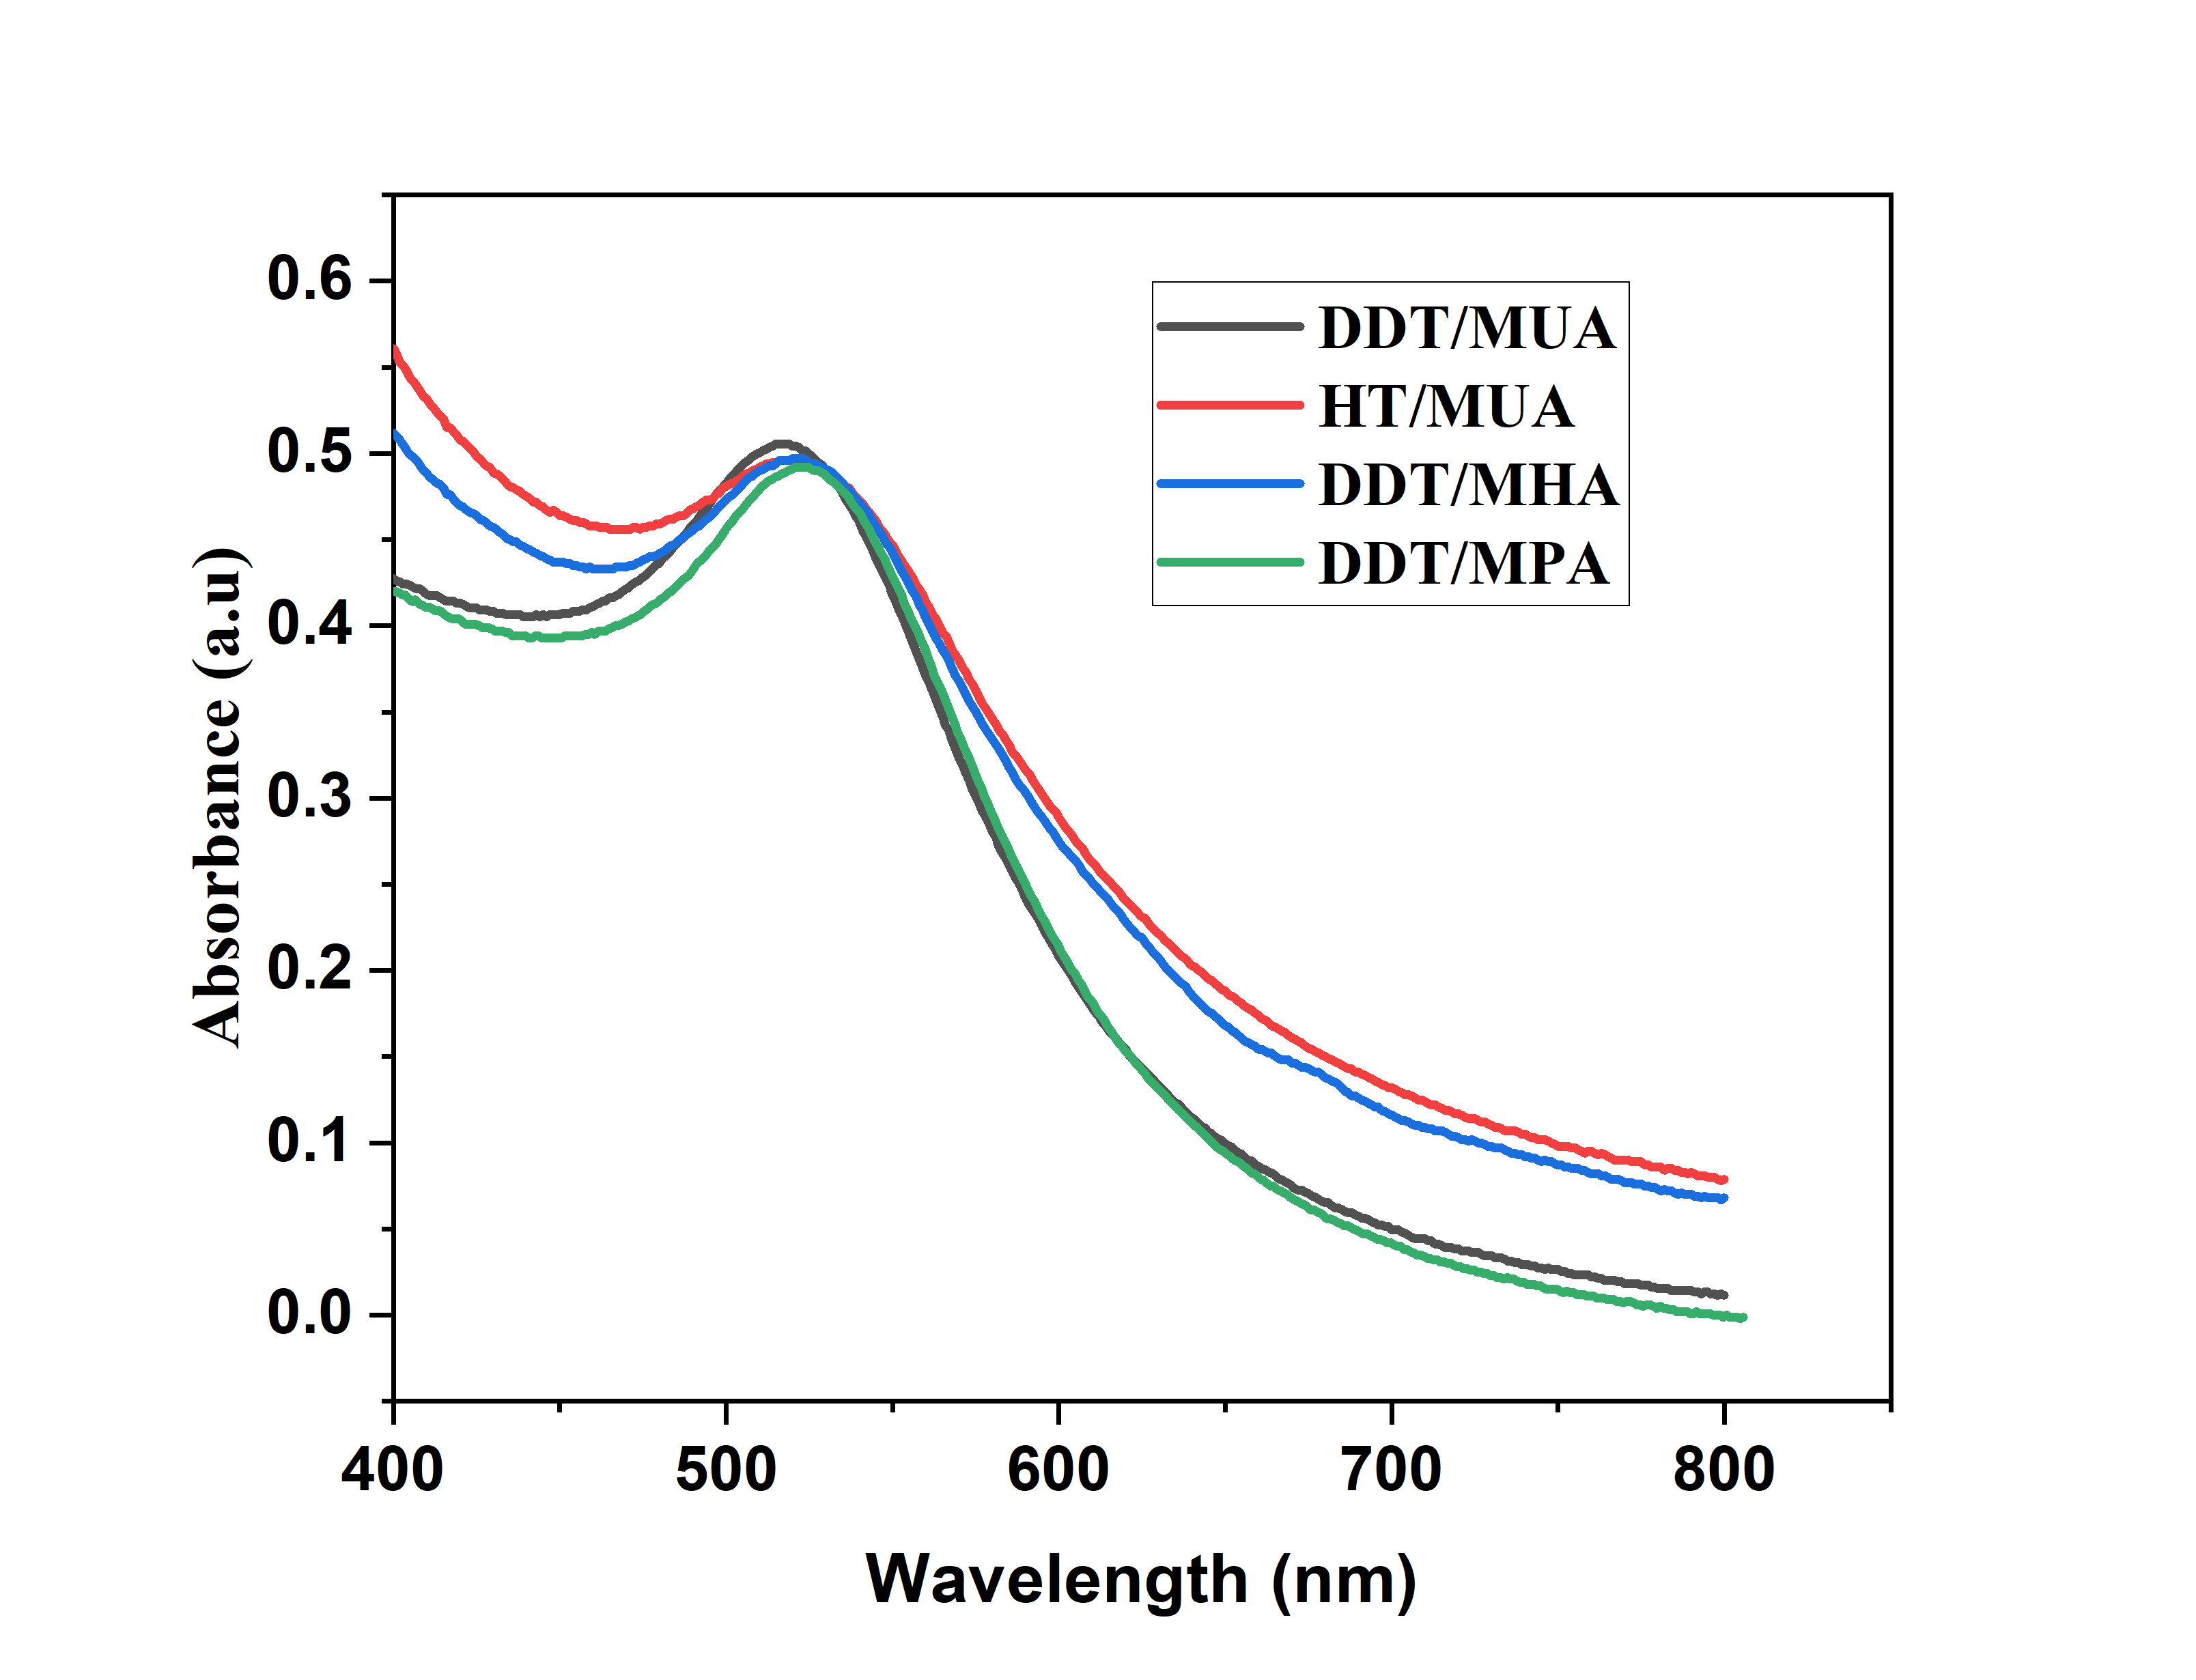 0.6
0.5
0.4
0.3
0.2
0.1
0.0
Absorbance (a.u)
DDT/MUA
HT/MUA
DDT/MHA
DDT/MPA
400 500 600 700 800
Wavelength (nm)